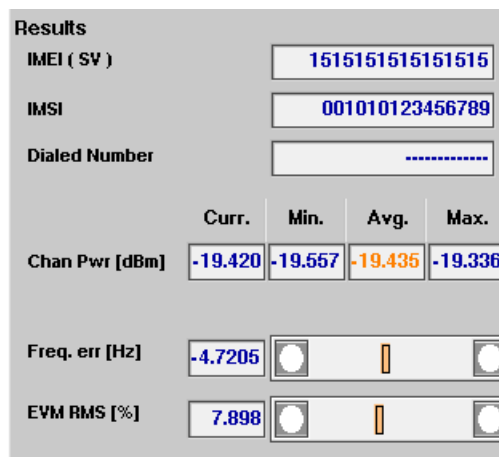 Results
IMEI ( SV ) 1515151515151515
IMSI 001010123456789
Dialed Number -------------
Curr. Min. Avg. Max.
Chan Pwr [dBm] -19.420 -19.557 -19.435 -19.336
Freq. err [Hz] -4.7205
EVM RMS [%] 7.898